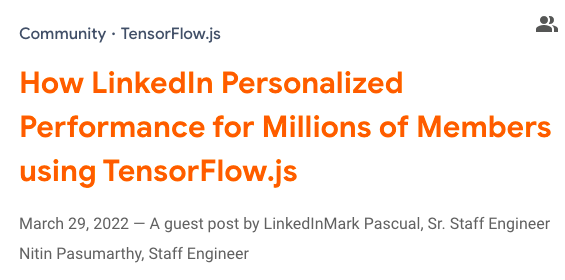 Community · TensorFlow.js
How LinkedIn Personalized
Performance for Millions of Members
using TensorFlow.js
March 29, 2022 — A guest post by LinkedInMark Pascual, Sr. Staff Engineer
Nitin Pasumarthy, Staff Engineer